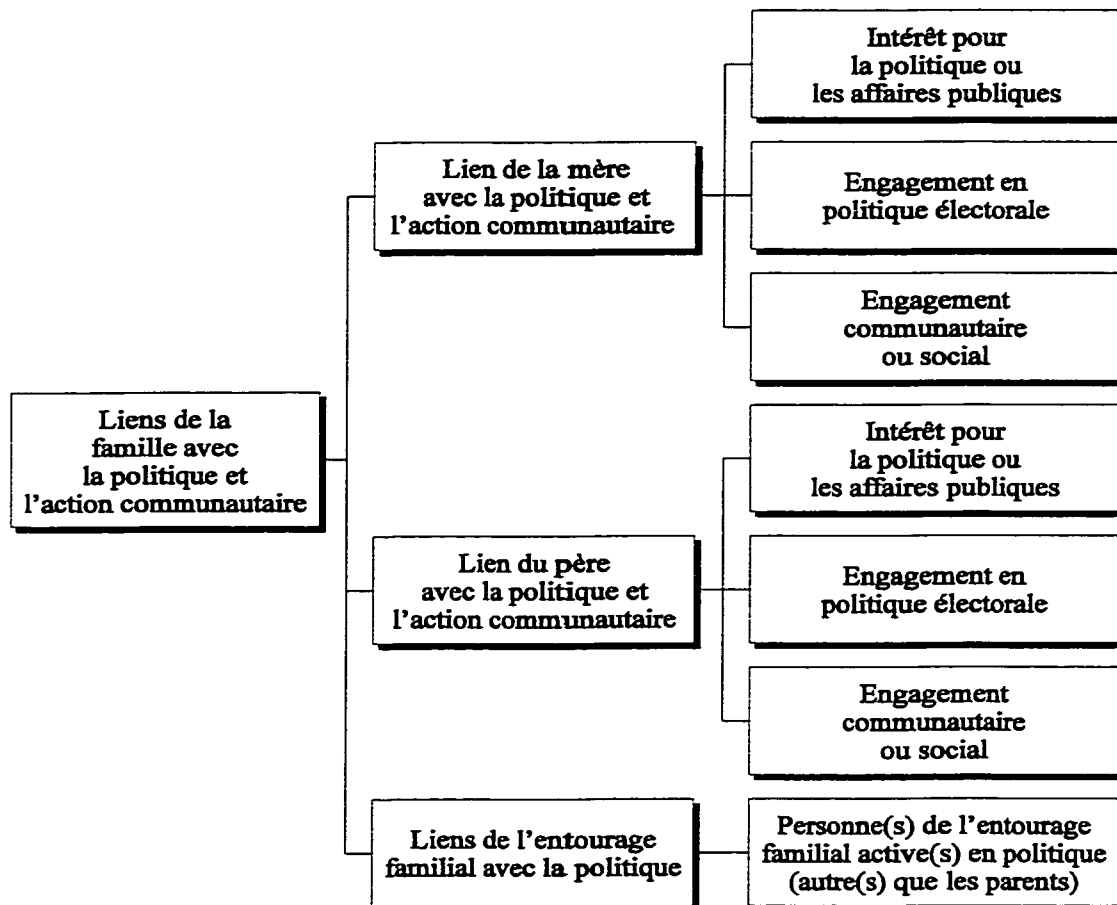 Intérêt pour
la politique ou
les affaires publiques
Lien de la mère
avec la politique et
l'action communautaire
Engagement en
politique électorale
Engagement
communautaire
ou social
Liens de la
famille avec
la politique et
l'action communautaire
Intérêt pour
la politique ou
les affaires publiques
Lien du père
avec la politique et
l'action communautaire
Engagement en
politique électorale
Engagement
communautaire
ou social
Liens de l'entourage
familial avec la politique
Personne(s) de l'entourage
familial active(s) en politique
(autre(s) que les parents)